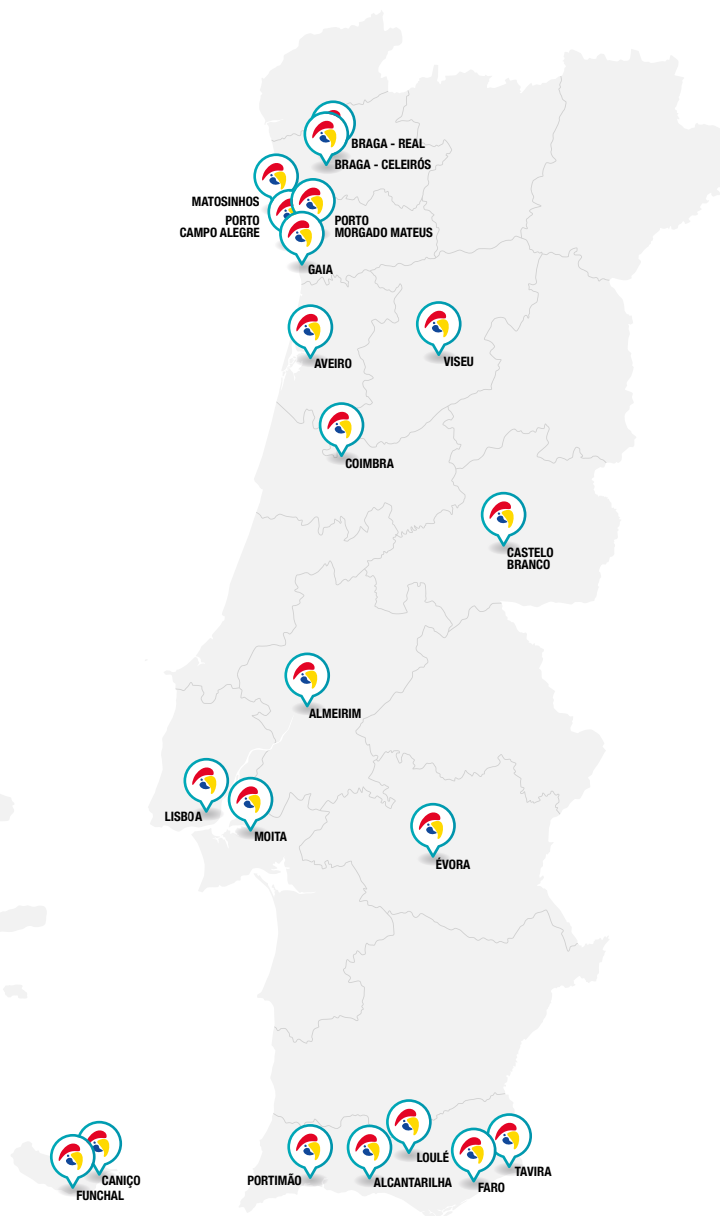 BRAGA - REAL
BRAGA - CELEIRÓS
MATOSINHOS
PORTO
CAMPO ALEGRE
PORTO
MORGADO MATEUS
GAIA
AVEIRO
VISEU
COIMBRA
CASTELO
BRANCO
ALMEIRIM
LISBOA
MOITA
ÉVORA
LOULÉ
TAVIRA
PORTIMÃO
ALCANTARILHA
FARO
CANIÇO
FUNCHAL